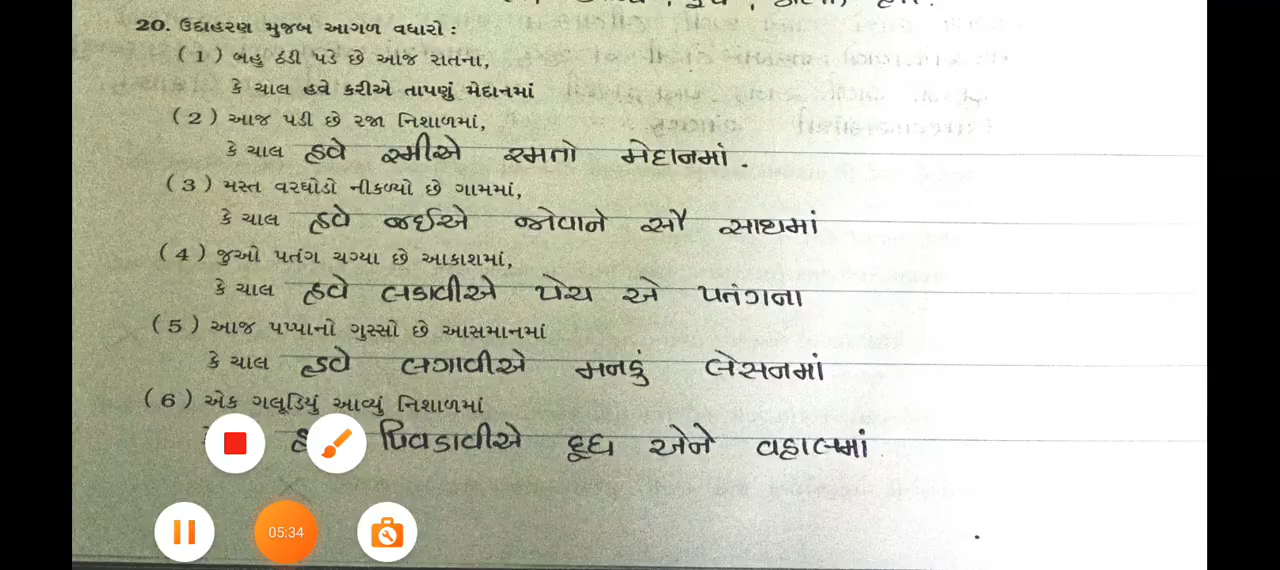 20. ઉદાહરણ મુજબ આગળ વધારો :
(1) બહુ ઠંડી પડે છે આજ રાતના,
કે ચાલ હવે કરીએ તાપણું મેદાનમાં
(2) આજ પડી છે રજા નિશાળમાં,
કે ચાલ હવે રમીએ રમતો મેદાનમાં.
(3) મસ્ત વરઘોડો નીકળ્યો છે ગામમાં,
કે ચાલ હવે જઈએ જોવાને સૌ સાથમાં
(4) જુઓ પતંગ ચગ્યા છે આકાશમાં,
કે ચાલ હવે લડાવીએ પેચ એ પતંગના
(5) આજ પપ્પાનો ગુસ્સો છે આસમાનમાં
કે ચાલ હવે લગાવીએ મનડું લેસનમાં
(6) એક ગલૂડિયું આવ્યું નિશાળમાં
પિવડાવીએ દૂધ એને વહાલમાં
05:34